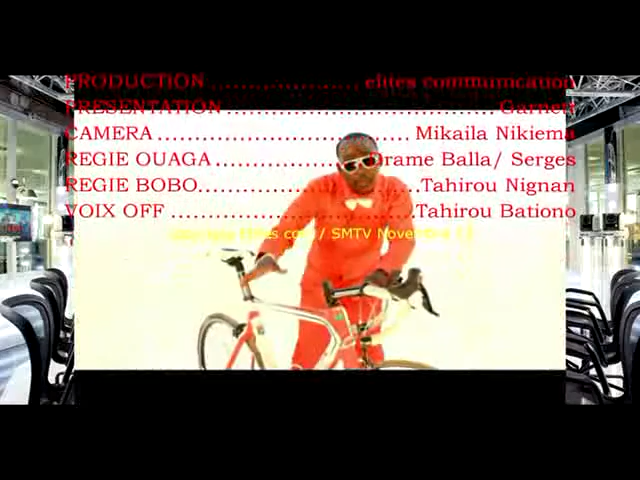 PRODUCTION .................... elites communication
PRESENTATION .................................. Garnett
CAMERA ................................ Mikaila Nikiema
REGIE OUAGA .................... Drame Balla/ Serges
REGIE BOBO............................Tahirou Nignan
VOIX OFF ..............................Tahirou Bationo
/ SMTV